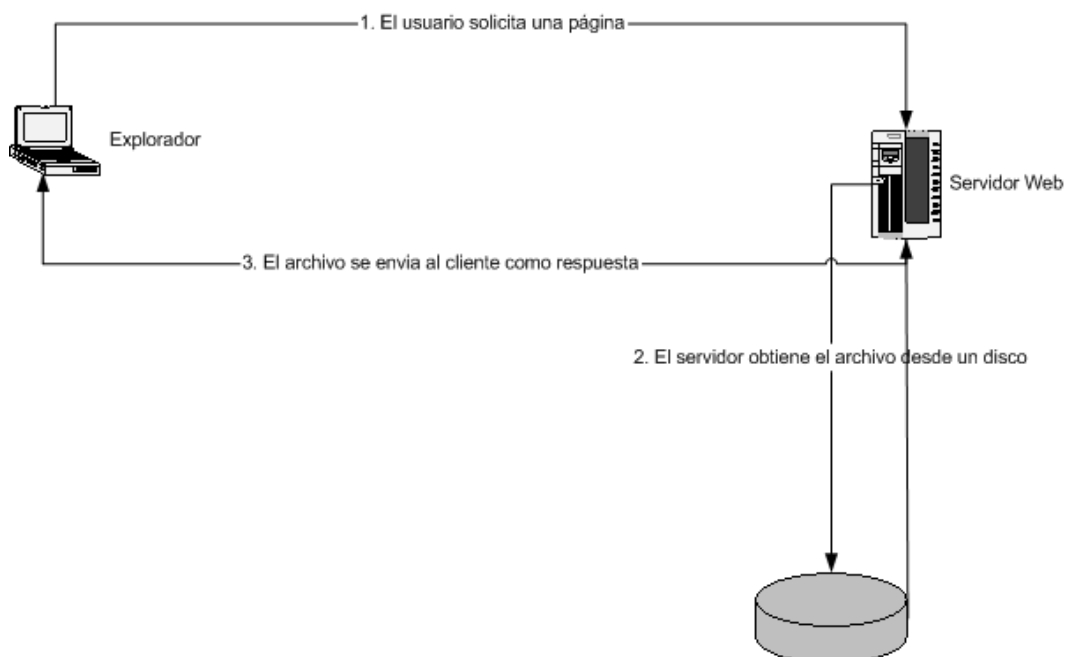 1. El usuario solicita una página
Explorador
Servidor Web
3. El archivo se envia al cliente como respuesta
2. El servidor obtiene el archivo desde un disco